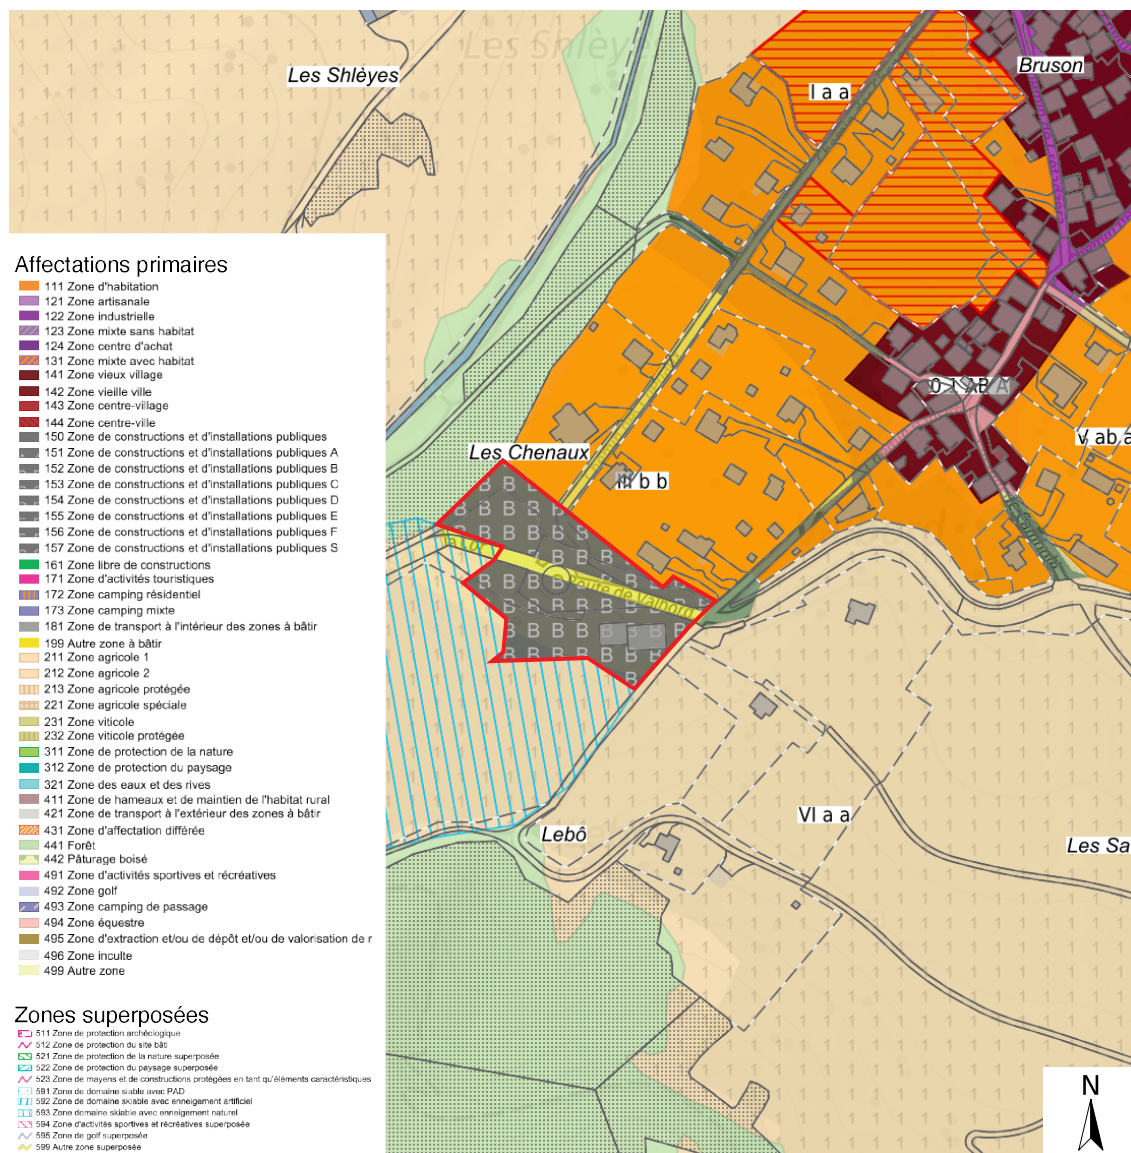 Les Shlèyes
Les Shlèyes
Bruson
I a a
0 1 AB A
V ab a
Les Chenaux
III b b
Route de Valbord
VI a a
Lebô
Les Sa
Affectations primaires
111 Zone d'habitation
121 Zone artisanale
122 Zone industrielle
123 Zone mixte sans habitat
124 Zone centre d'achat
131 Zone mixte avec habitat
141 Zone vieux village
142 Zone vieille ville
143 Zone centre-village
144 Zone centre-ville
150 Zone de constructions et d'installations publiques
151 Zone de constructions et d'installations publiques A
152 Zone de constructions et d'installations publiques B
153 Zone de constructions et d'installations publiques C
154 Zone de constructions et d'installations publiques D
155 Zone de constructions et d'installations publiques E
156 Zone de constructions et d'installations publiques F
157 Zone de constructions et d'installations publiques S
161 Zone libre de constructions
171 Zone d'activités touristiques
172 Zone camping résidentiel
173 Zone camping mixte
181 Zone de transport à l'intérieur des zones à bâtir
199 Autre zone à bâtir
211 Zone agricole 1
212 Zone agricole 2
213 Zone agricole protégée
221 Zone agricole spéciale
231 Zone viticole
232 Zone viticole protégée
311 Zone de protection de la nature
312 Zone de protection du paysage
321 Zone des eaux et des rives
411 Zone de hameaux et de maintien de l'habitat rural
421 Zone de transport à l'extérieur des zones à bâtir
431 Zone d'affectation différée
441 Forêt
442 Pâturage boisé
491 Zone d'activités sportives et récréatives
492 Zone golf
493 Zone camping de passage
494 Zone équestre
495 Zone d'extraction et/ou de dépôt et/ou de valorisation de r
496 Zone inculte
499 Autre zone
Zones superposées
511 Zone de protection archéologique
512 Zone de protection du site bâti
521 Zone de protection de la nature superposée
522 Zone de protection du paysage superposée
523 Zone de mayens et de constructions protégées en tant qu'éléments caractéristiques
591 Zone de domaine siable avec PAD
592 Zone de domaine skiable avec enneigement artificiel
593 Zone domaine skiable avec enneigement naturel
594 Zone d'activités sportives et récréatives superposée
595 Zone de golf superposée
599 Autre zone superposée
N